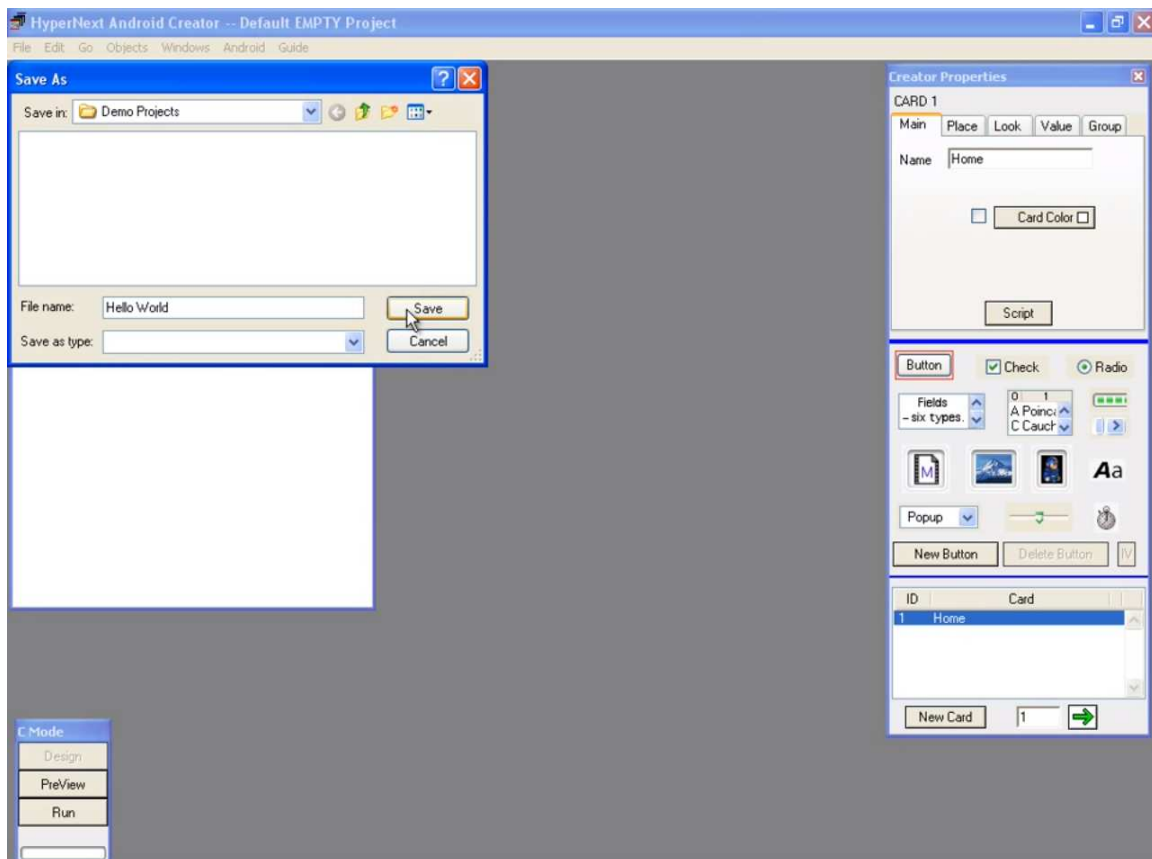 HyperNext Android Creator -- Default EMPTY Project
File Edit Go Objects Windows Android Guide
Save As
Save in: Demo Projects
File name: Hello World
Save
Save as type:
Cancel
Creator Properties
CARD 1
Main Place Look Value Group
Name Home
Card Color
Script
Button Check Radio
Fields
– six types.
0 1
A Poinc
C Cauch
M
Aa
Popup
New Button Delete Button IV
ID Card
1 Home
New Card 1
C Mode
Design
PreView
Run